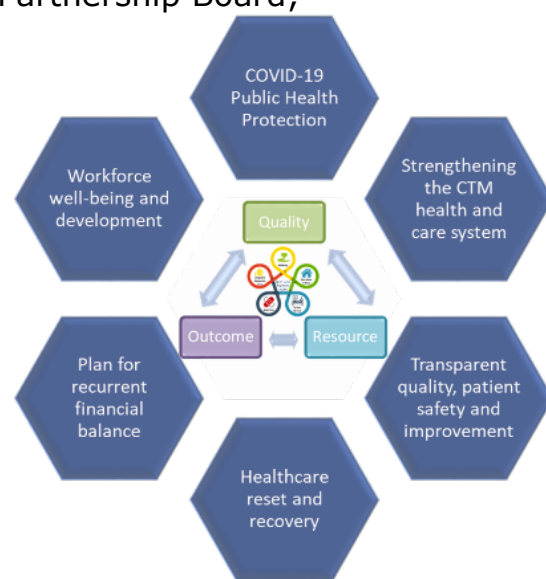 Partnership Board;
COVID-19
Public Health
Protection
Workforce
well-being and
development
Strengthening
the CTM
health and
care system
Quality
Outcome
Resource
Plan for
recurrent
financial
balance
Transparent
quality, patient
safety and
improvement
Healthcare
reset and
recovery